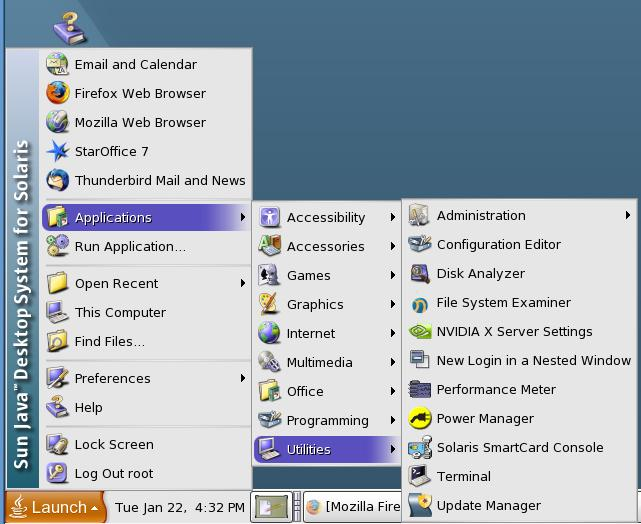 Sun Java™ Desktop System for Solaris
Email and Calendar
Firefox Web Browser
Mozilla Web Browser
StarOffice 7
Thunderbird Mail and News
Applications
Run Application...
Open Recent
This Computer
Find Files...
Preferences
Help
Lock Screen
Log Out root
Accessibility
Accessories
Games
Graphics
Internet
Multimedia
Office
Programming
Utilities
Administration
Configuration Editor
Disk Analyzer
File System Examiner
NVIDIA X Server Settings
New Login in a Nested Window
Performance Meter
Power Manager
Solaris SmartCard Console
Terminal
Update Manager
Launch
Tue Jan 22, 4:32 PM
[Mozilla Fire